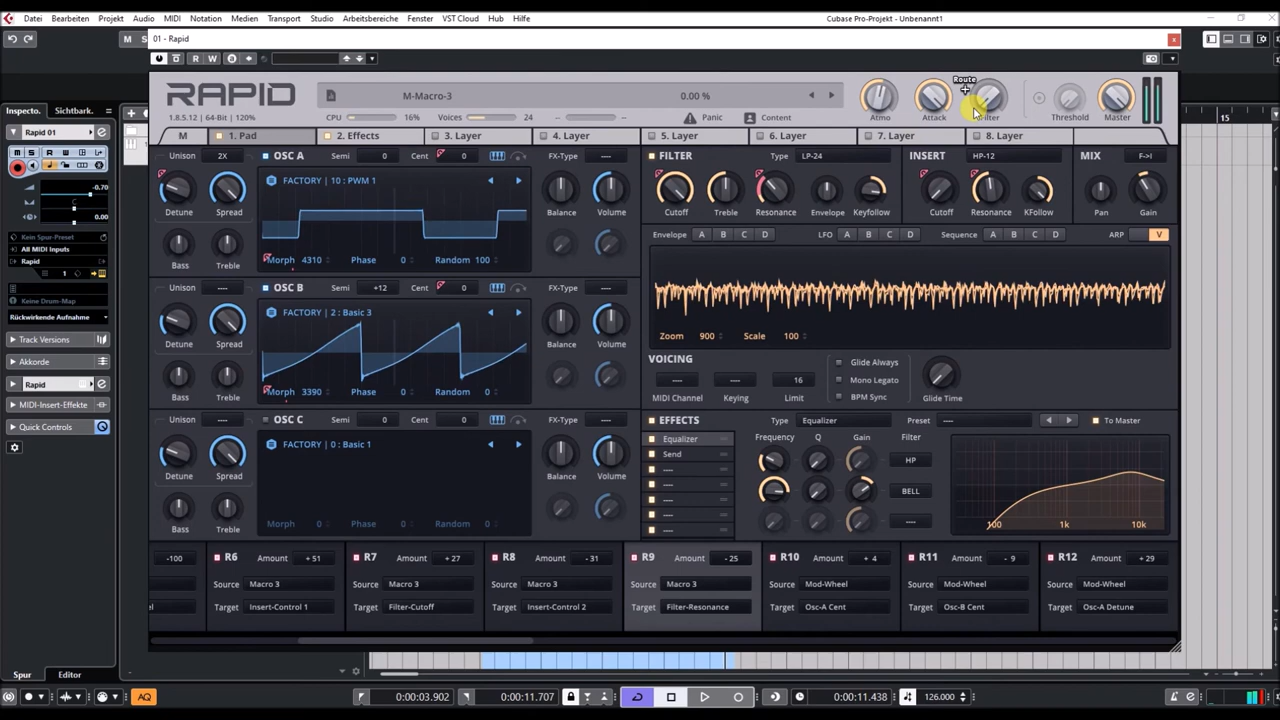 Datei Bearbeiten Projekt Audio MIDI Notation Medien Transport Studio Arbeitsbereiche Fenster VST Cloud Hub Hilfe Cubase Pro-Projekt - Unbenannt1
01 - Rapid
M S
R W
RAPID
1.8.5.12 | 64-Bit | SSE
M-Macro-3 0.00 %
CPU 16% Voices 24 Panic Content
Route
Atmo Attack Threshold Master
M 1. Pad 2. Effects 3. Layer 4. Layer 5. Layer 6. Layer 7. Layer 8. Layer
15
Inspecto. Sichtbark.
Rapid 01
M S R W
-0.70
C
0.00
Kein Spur-Preset
All MIDI Inputs
Rapid
1
Keine Drum-Map
Rückwirkende Aufnahme
Track Versions
Akkorde
Rapid
MIDI-Insert-Effekte
Quick Controls
Unison 2X OSC A Semi 0 Cent 0 FX-Type ----
FACTORY | 10 : PWM 1
Detune Spread Balance Volume
Bass Treble
Morph 4310 Phase 0 Random 100
Unison ---- OSC B Semi +12 Cent 0 FX-Type ----
FACTORY | 2 : Basic 3
Detune Spread Balance Volume
Bass Treble
Morph 3390 Phase 0 Random 0
Unison ---- OSC C Semi 0 Cent 0 FX-Type ----
FACTORY | 0 : Basic 1
Detune Spread Balance Volume
Bass Treble
Morph 0 Phase 0 Random 0
FILTER Type LP-24 INSERT HP-12 MIX F->I
Cutoff Treble Resonance Envelope Keyfollow Cutoff Resonance KFollow Pan Gain
Envelope A B C D LFO A B C D Sequence A B C D ARP V
Zoom 900 Scale 100
VOICING
---- ---- 16
MIDI Channel Keying Limit
Glide Always
Mono Legato
BPM Sync
Glide Time
EFFECTS Type Equalizer Preset ---- To Master
Equalizer
Send
----
----
----
----
----
Frequency Q Gain Filter
HP
BELL
----
100 1k 10k
-100 R6 Amount + 51 R7 Amount + 27 R8 Amount - 31 R9 Amount - 25 R10 Amount + 4 R11 Amount - 9 R12 Amount + 29
Source Macro 3 Source Macro 3 Source Macro 3 Source Macro 3 Source Mod-Wheel Source Mod-Wheel Source Mod-Wheel
Target Insert-Control 1 Target Filter-Cutoff Target Insert-Control 2 Target Filter-Resonance Target Osc-A Cent Target Osc-B Cent Target Osc-A Detune
Spur Editor
AQ 0:00:03.902 0:00:11.707 0:00:11.438 126.000